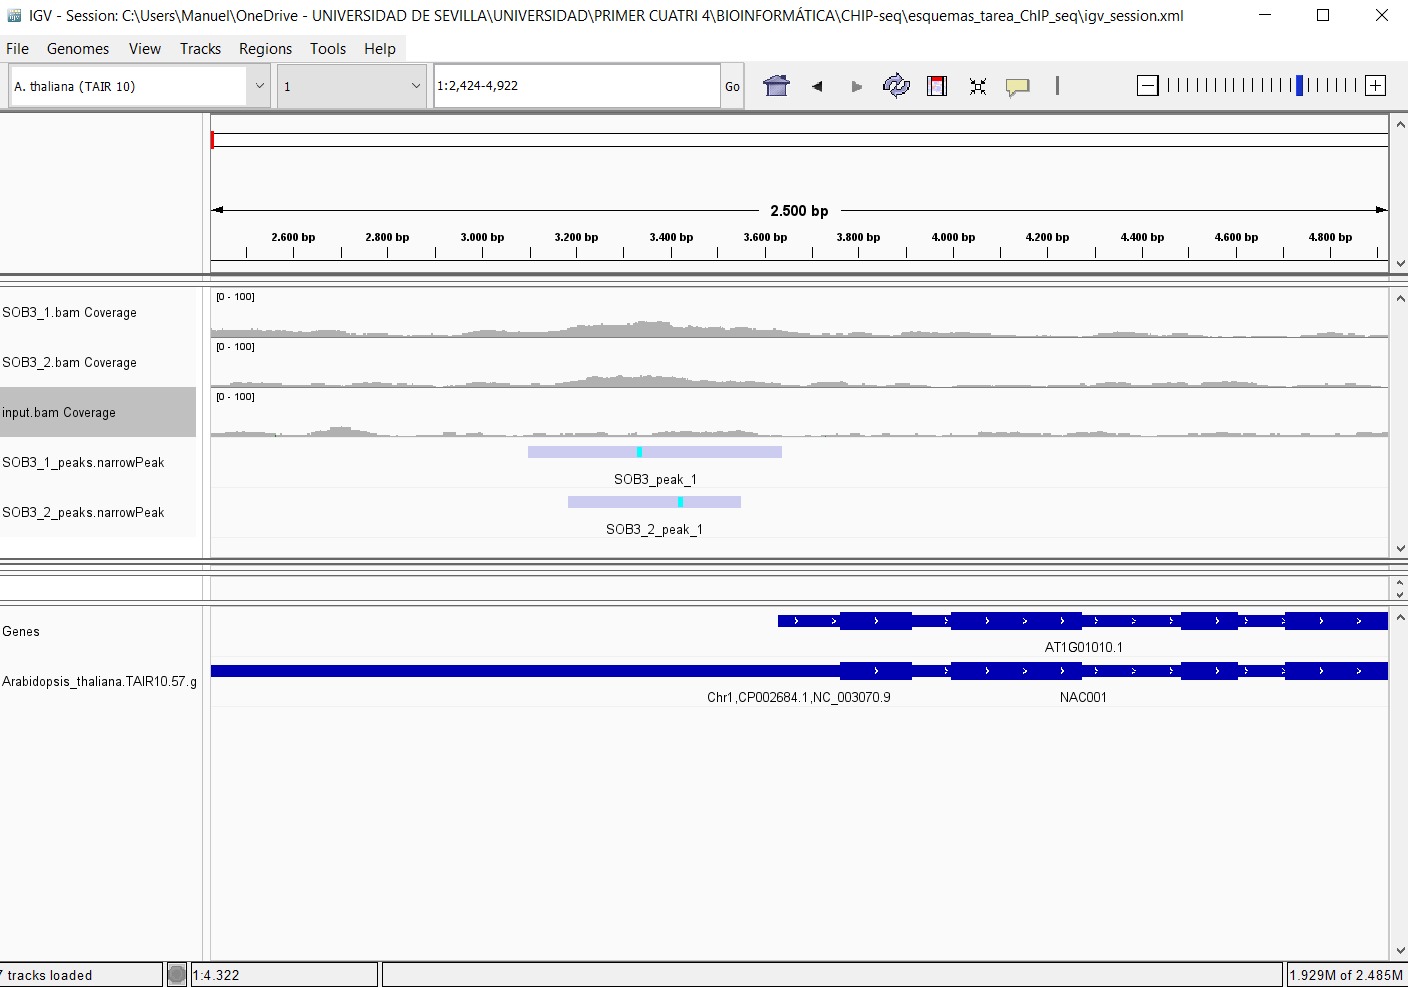 IGV - Session: C:\Users\Manuel\OneDrive - UNIVERSIDAD DE SEVILLA\UNIVERSIDAD\PRIMER CUATRI 4\BIOINFORMÁTICA\CHIP-seq\esquemas_tarea_ChIP_seq\igv_session.xml
File Genomes View Tracks Regions Tools Help
A. thaliana (TAIR 10) 1 1:2,424-4,922 Go
2.500 bp
2.600 bp 2.800 bp 3.000 bp 3.200 bp 3.400 bp 3.600 bp 3.800 bp 4.000 bp 4.200 bp 4.400 bp 4.600 bp 4.800 bp
[0 - 100]
SOB3_1.bam Coverage
[0 - 100]
SOB3_2.bam Coverage
[0 - 100]
input.bam Coverage
SOB3_1_peaks.narrowPeak
SOB3_peak_1
SOB3_2_peaks.narrowPeak
SOB3_2_peak_1
Genes
AT1G01010.1
Arabidopsis_thaliana.TAIR10.57.g
Chr1,CP002684.1,NC_003070.9 NAC001
7 tracks loaded 1:4.322 1.929M of 2.485M